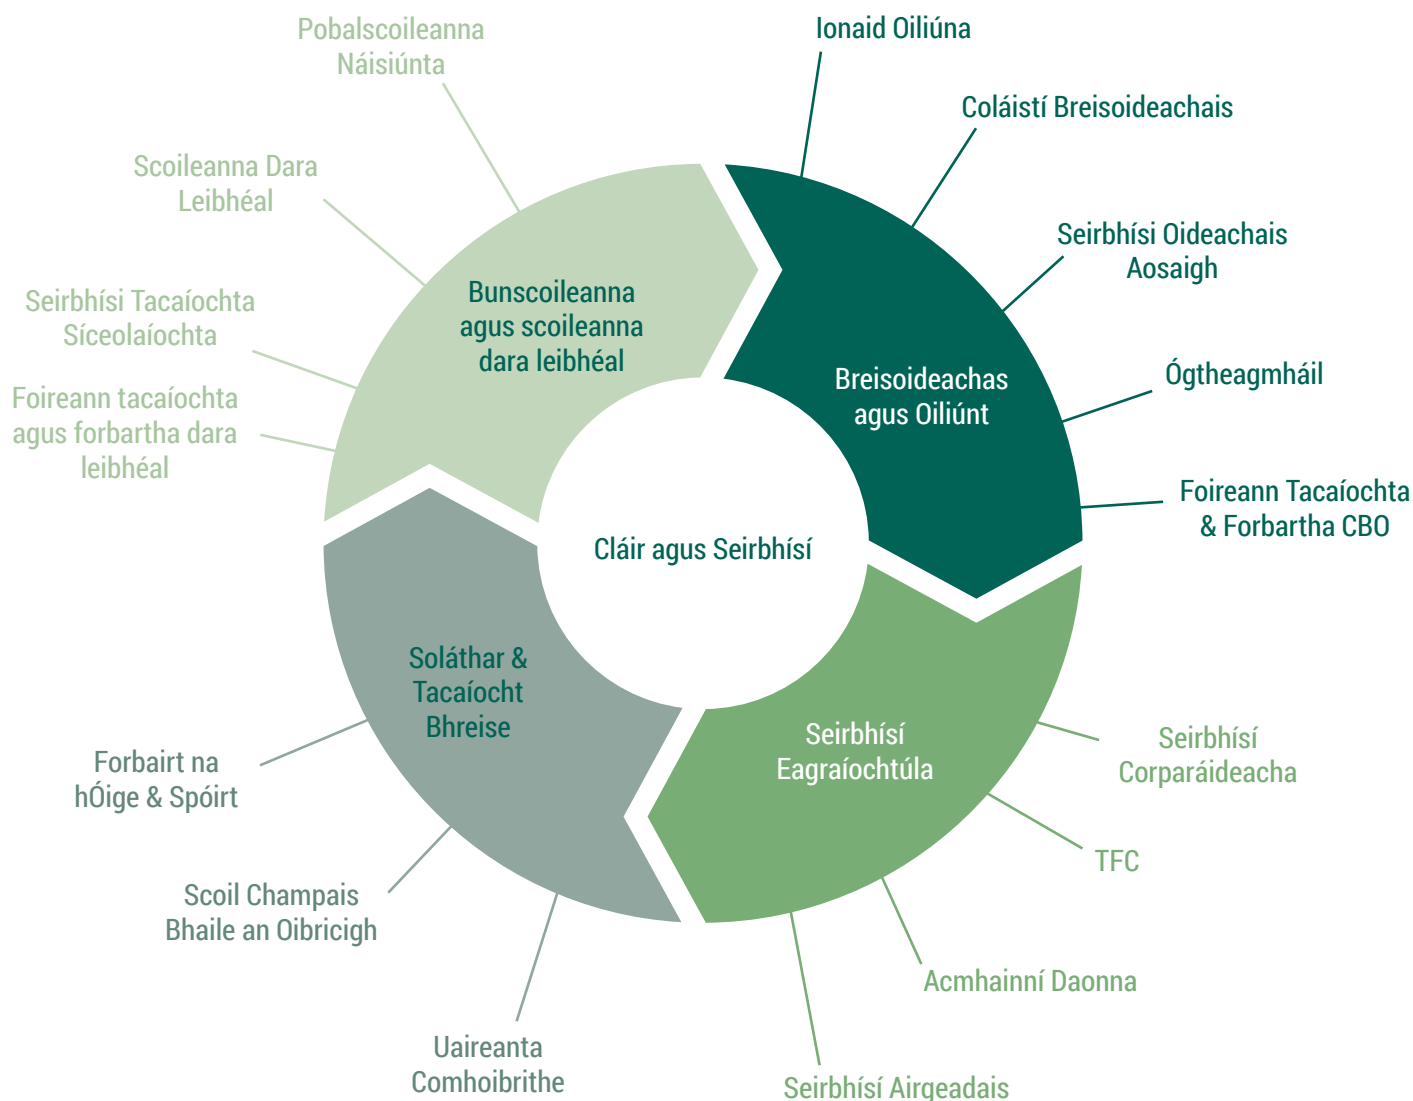 Pobalscoileanna
Náisiúnta
Scoileanna Dara
Leibhéal
Seirbhísi Tacaíochta
Síceolaíochta
Foireann tacaíochta
agus forbartha dara
leibhéal
Ionaid Oiliúna
Coláistí Breisoideachais
Seirbhísi Oideachais
Aosaigh
Ógtheagmháil
Foireann Tacaíochta
& Forbartha CBO
Bunscoileanna
agus scoileanna
dara leibhéal
Breisoideachas
agus Oiliúnt
Cláir agus Seirbhísí
Soláthar &
Tacaíocht
Bhreise
Seirbhísí
Eagraíochtúla
Forbairt na
hÓige & Spóirt
Scoil Champais
Bhaile an Oibricigh
Uaireanta
Comhoibrithe
Seirbhísí
Corparáideacha
TFC
Acmhainní Daonna
Seirbhísí Airgeadais